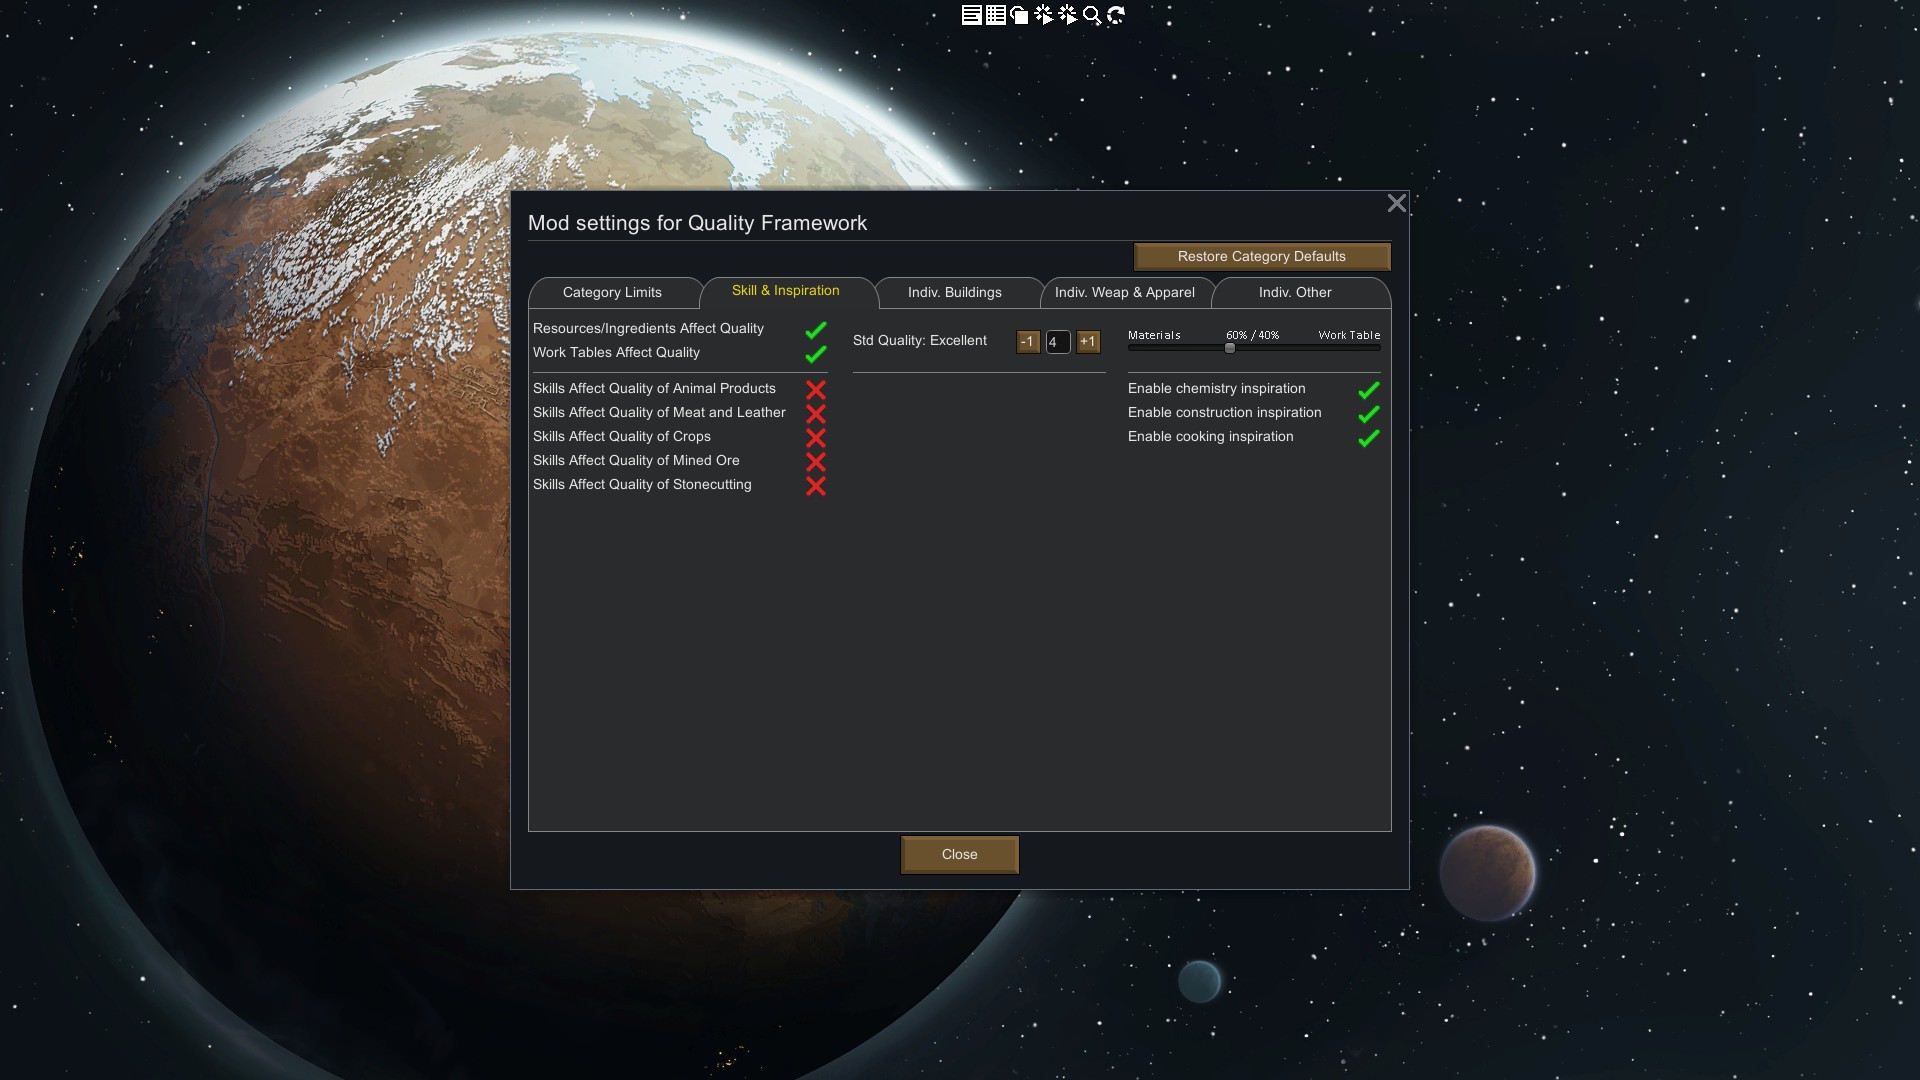 Mod settings for Quality Framework
Restore Category Defaults
Category Limits
Skill & Inspiration
Indiv. Buildings
Indiv. Weap & Apparel
Indiv. Other
Resources/Ingredients Affect Quality
Work Tables Affect Quality
Std Quality: Excellent
-1
4
+1
Materials
60% / 40%
Work Table
Skills Affect Quality of Animal Products
Skills Affect Quality of Meat and Leather
Skills Affect Quality of Crops
Skills Affect Quality of Mined Ore
Skills Affect Quality of Stonecutting
Enable chemistry inspiration
Enable construction inspiration
Enable cooking inspiration
Close